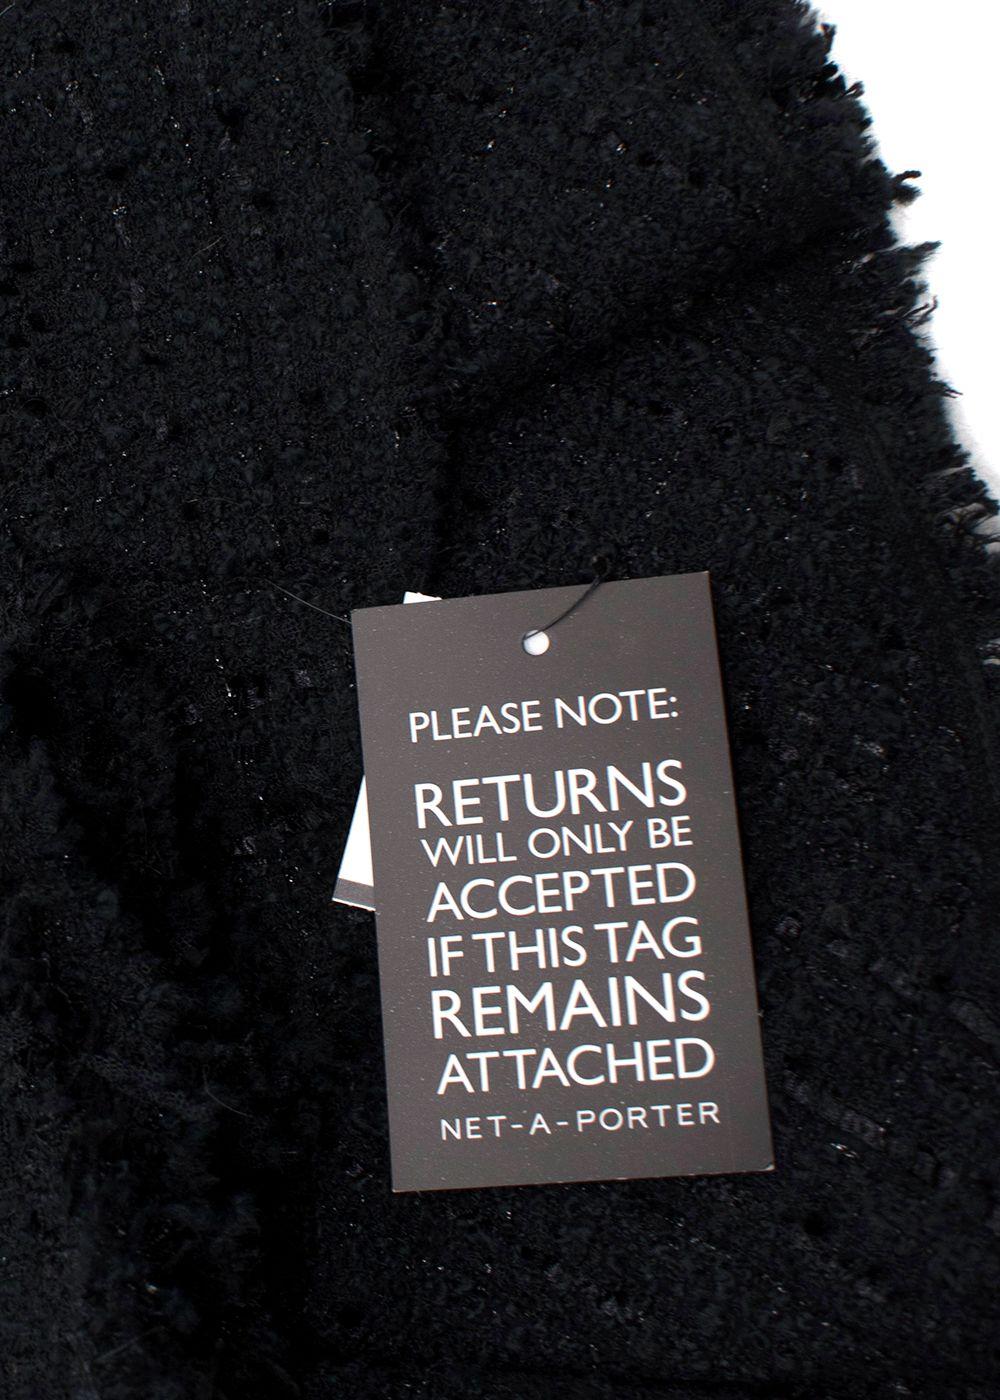 PLEASE NOTE:
RETURNS
WILL ONLY BE
ACCEPTED
IF THIS TAG
REMAINS
ATTACHED
NET-A-PORTER